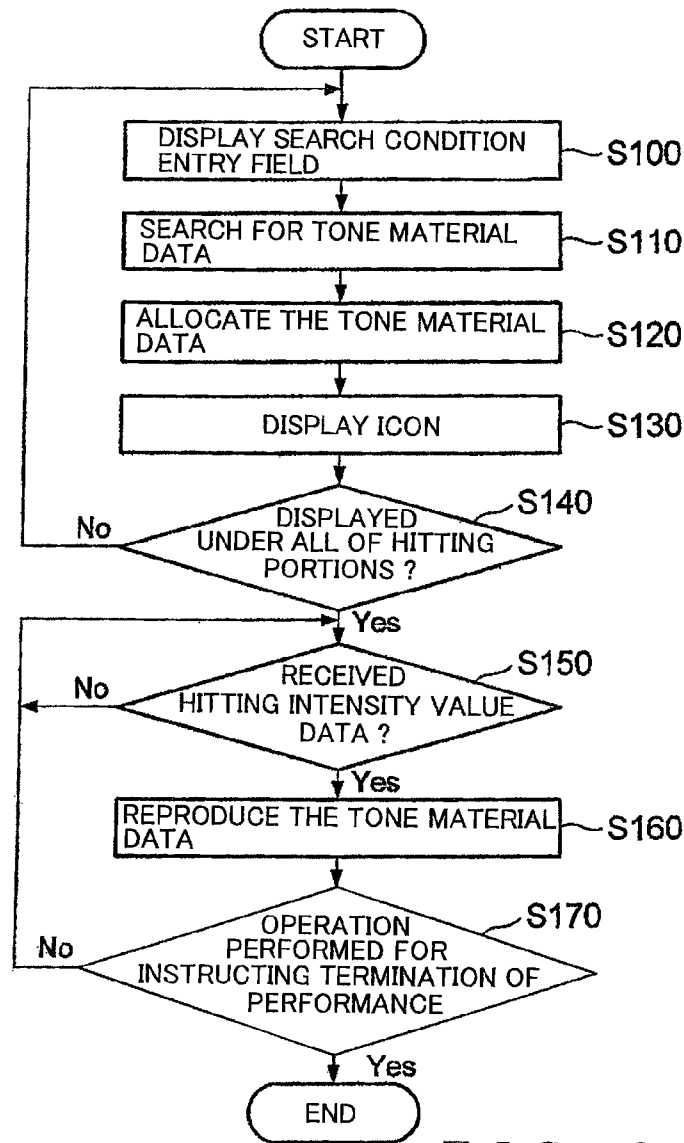 START
DISPLAY SEARCH CONDITION
ENTRY FIELD
S100
SEARCH FOR TONE MATERIAL
DATA
S110
ALLOCATE THE TONE MATERIAL
DATA
S120
DISPLAY ICON
S130
DISPLAYED
UNDER ALL OF HITTING
PORTIONS ?
S140
No
Yes
RECEIVED
HITTING INTENSITY VALUE
DATA ?
S150
No
Yes
REPRODUCE THE TONE MATERIAL
DATA
S160
OPERATION
PERFORMED FOR
INSTRUCTING TERMINATION OF
PERFORMANCE
S170
No
Yes
END